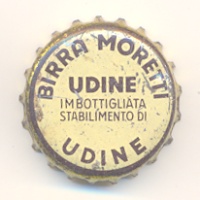 BIRRA MORETTI
UDINE
IMBOTTIGLIATA
STABILIMENTO DI
UDINE